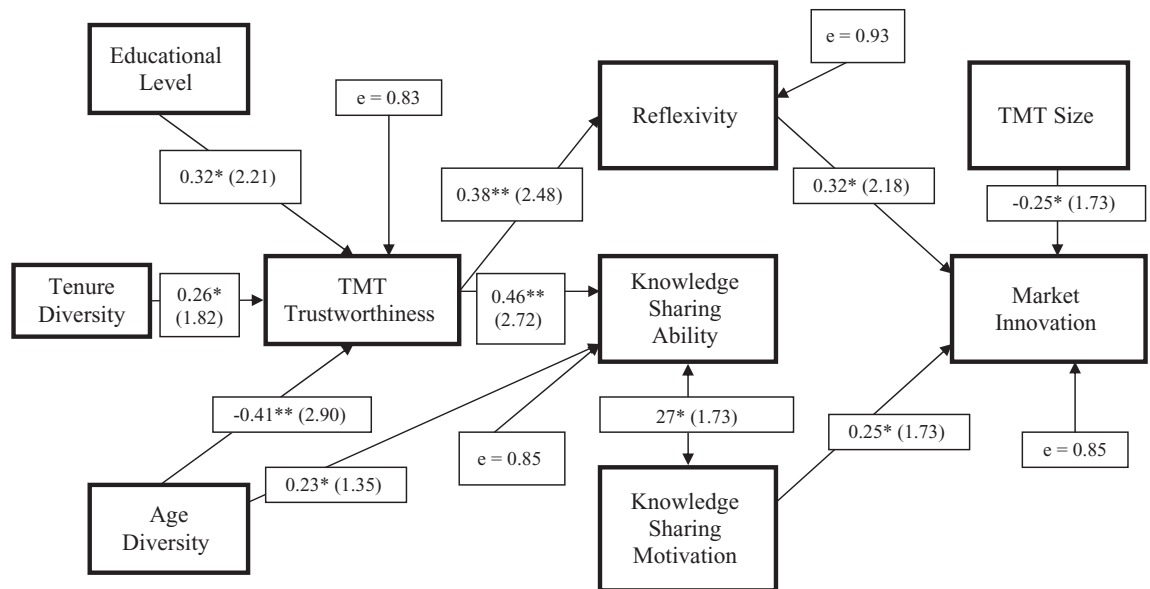 Educational
Level
e = 0.93
Reflexivity
TMT Size
e = 0.83
0.32* (2.21)
0.38** (2.48)
0.32* (2.18)
-0.25* (1.73)
Tenure
Diversity
0.26*
(1.82)
TMT
Trustworthiness
0.46**
(2.72)
Knowledge
Sharing
Ability
Market
Innovation
-0.41** (2.90)
27* (1.73)
0.25* (1.73)
e = 0.85
e = 0.85
0.23* (1.35)
Age
Diversity
Knowledge
Sharing
Motivation